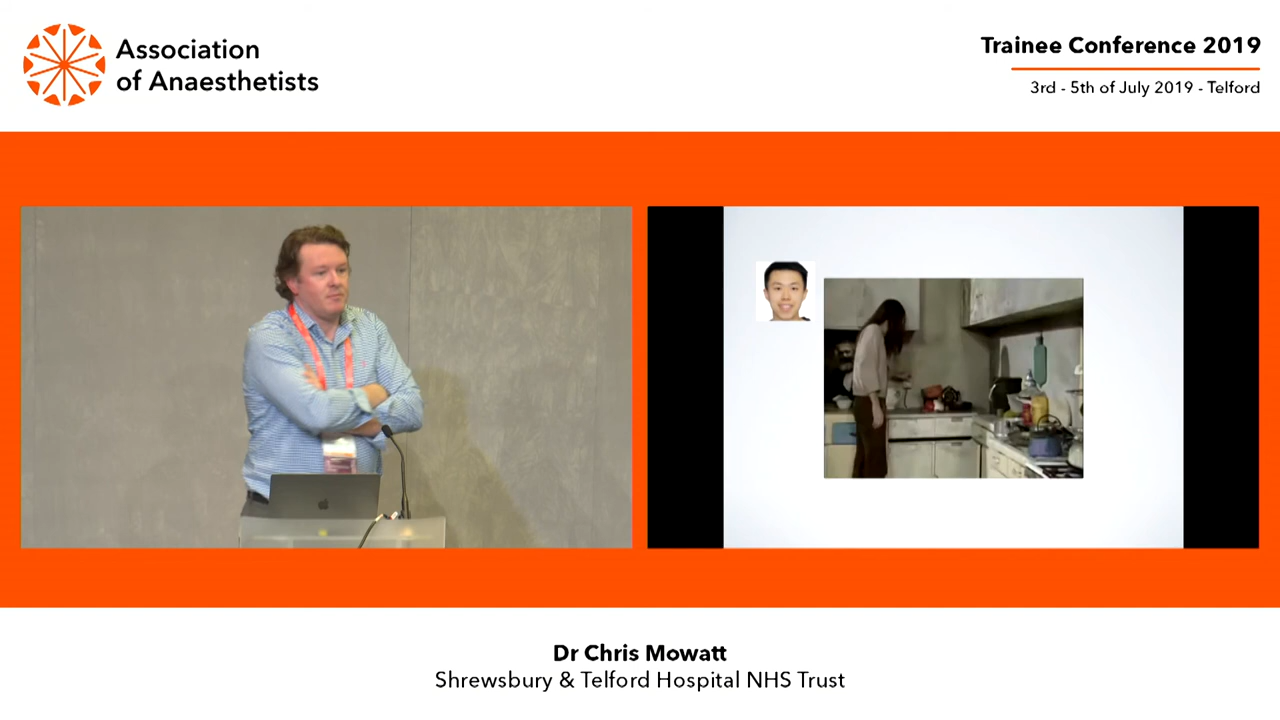 Association
of Anaesthetists
Trainee Conference 2019
3rd - 5th of July 2019 - Telford
Dr Chris Mowatt
Shrewsbury & Telford Hospital NHS Trust